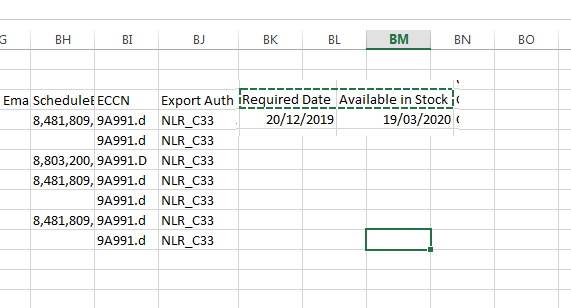 G BH BI BJ BK BL BM BN BO
Ema ScheduleE ECCN Export Auth Required Date Available in Stock
8,481,809, 9A991.d NLR_C33 20/12/2019 19/03/2020
9A991.d NLR_C33
8,803,200, 9A991.D NLR_C33
8,481,809, 9A991.d NLR_C33
9A991.d NLR_C33
8,481,809, 9A991.d NLR_C33
9A991.d NLR_C33